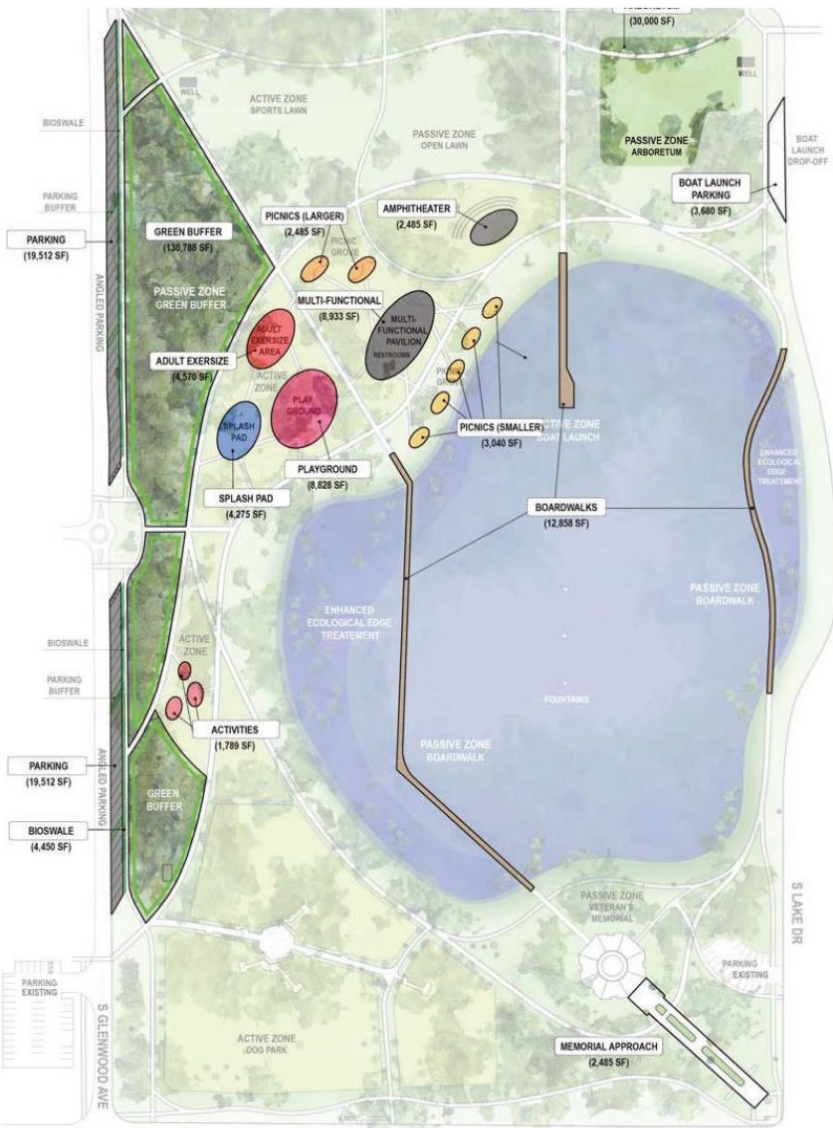 (30,000 SF)
WELL
WELL
ACTIVE ZONE
SPORTS LAWN
BIOSWALE
PASSIVE ZONE
OPEN LAWN
PASSIVE ZONE
ARBORETUM
BOAT
LAUNCH
DROP-OFF
BOAT LAUNCH
PARKING
(3,680 SF)
PARKING
BUFFER
PARKING
(19,512 SF)
GREEN BUFFER
(130,788 SF)
PICNICS (LARGER)
(2,485 SF)
AMPHITHEATER
(2,485 SF)
PICNIC
GROVE
ANGLED PARKING
PASSIVE ZONE
GREEN BUFFER
MULTI-FUNCTIONAL
(8,933 SF)
MULTI-
FUNCTIONAL
PAVILION
RESTROOMS
ADULT
EXERSIZE
AREA
ADULT EXERSIZE
(4,570 SF)
ACTIVE
ZONE
PICNIC
GROVE
PLAY
GROUND
SPLASH
PAD
PICNICS (SMALLER)
(3,040 SF)
ACTIVE ZONE
BOAT LAUNCH
PLAYGROUND
(8,828 SF)
ENHANCED
ECOLOGICAL EDGE
TREATEMENT
SPLASH PAD
(4,275 SF)
BOARDWALKS
(12,858 SF)
PASSIVE ZONE
BOARDWALK
ENHANCED
ECOLOGICAL EDGE
TREATEMENT
BIOSWALE
ACTIVE
ZONE
PARKING
BUFFER
FOUNTAINS
ACTIVITIES
(1,789 SF)
PASSIVE ZONE
BOARDWALK
PARKING
(19,512 SF)
ANGLED PARKING
GREEN
BUFFER
BIOSWALE
(4,450 SF)
PASSIVE ZONE
VETERAN'S
MEMORIAL
S LAKE DR
PARKING
EXISTING
PARKING
EXISTING
S GLENWOOD AVE
ACTIVE ZONE
DOG PARK
MEMORIAL APPROACH
(2,485 SF)